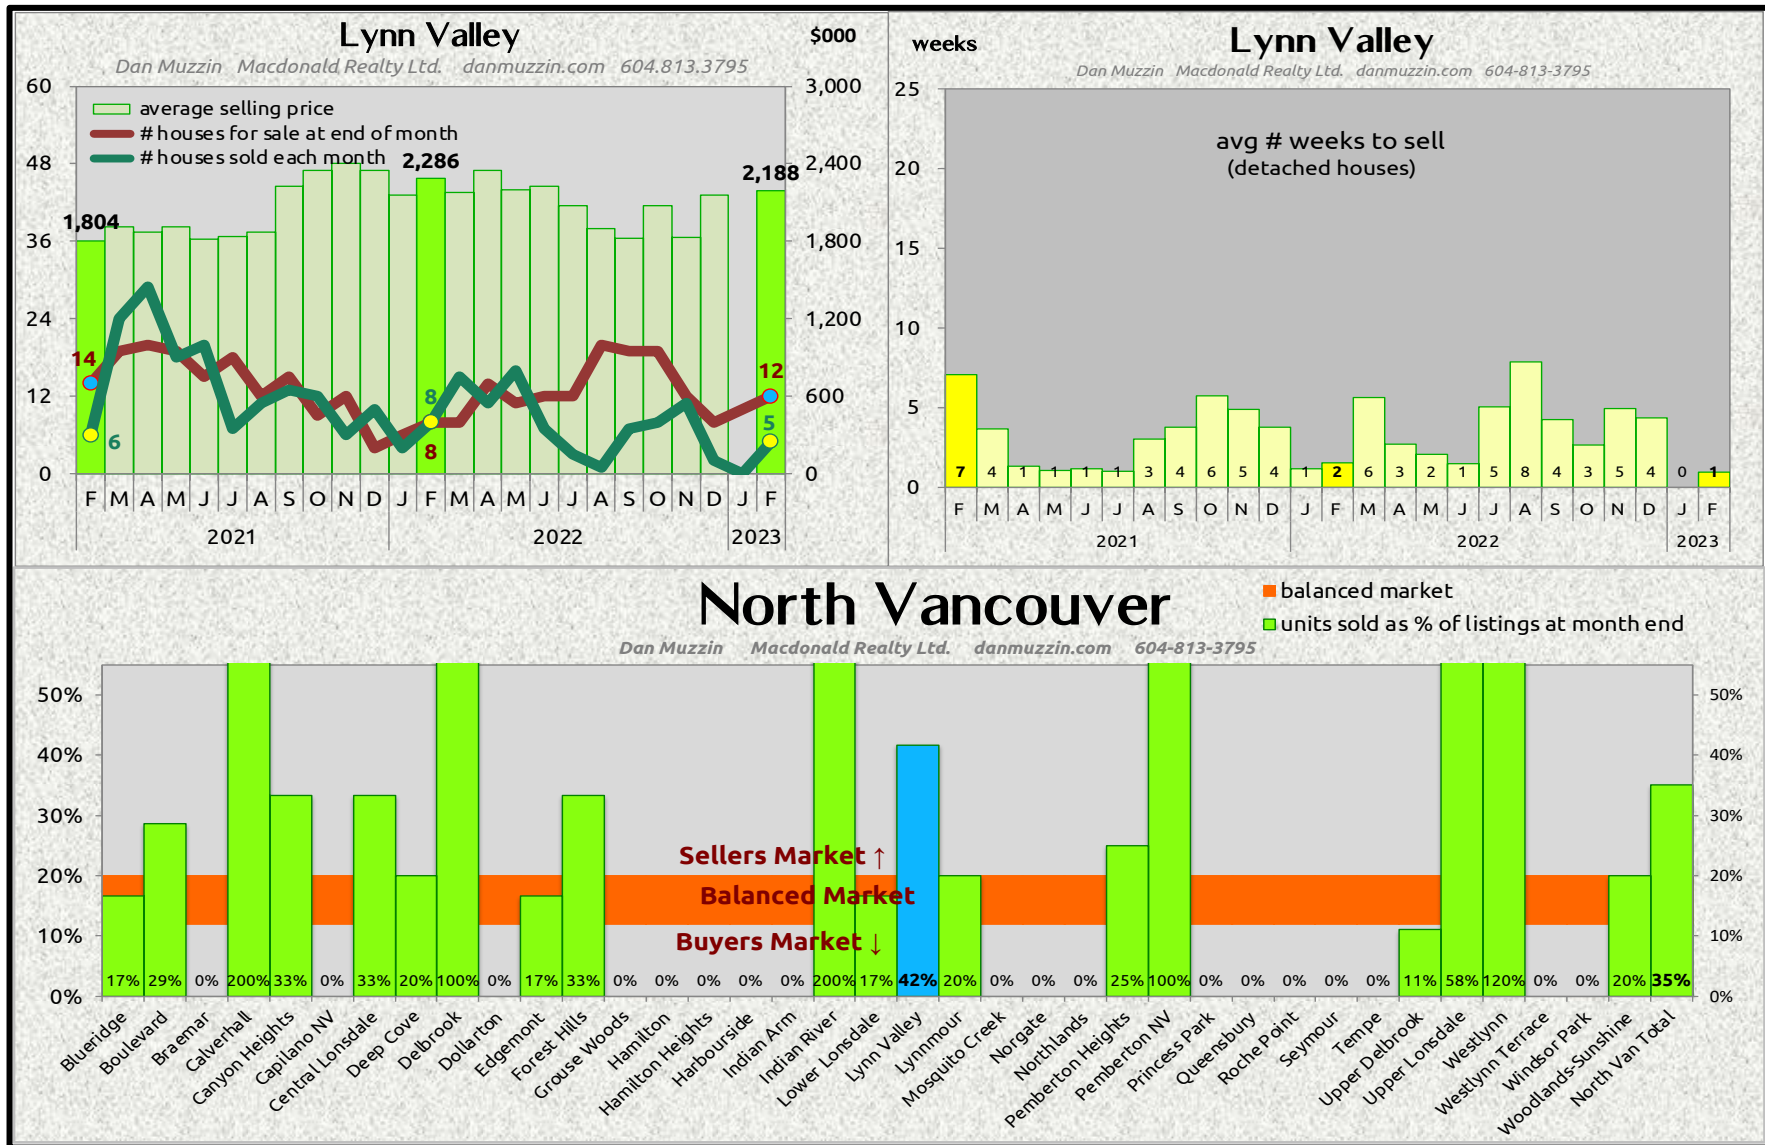 Lynn Valley
$000
Dan Muzzin Macdonald Realty Ltd. danmuzzin.com 604.813.3795
60 3,000
average selling price
# houses for sale at end of month
# houses sold each month
48 2,400
2,286
2,188
1,804
36 1,800
24 1,200
14
12
12 600
8
5
6
8
0 0
F M A M J J A S O N D J F M A M J J A S O N D J F
2021 2022 2023
weeks
Lynn Valley
Dan Muzzin Macdonald Realty Ltd. danmuzzin.com 604-813-3795
25
avg # weeks to sell
(detached houses)
20
15
10
5
7 4 1 1 1 1 3 4 6 5 4 1 2 6 3 2 1 5 8 4 3 5 4 0 1
0
F M A M J J A S O N D J F M A M J J A S O N D J F
2021 2022 2023
North Vancouver
balanced market
units sold as % of listings at month end
Dan Muzzin Macdonald Realty Ltd. danmuzzin.com 604-813-3795
50% 50%
40% 40%
30% 30%
Sellers Market ↑
20% 20%
Balanced Market
Buyers Market ↓
10% 10%
17% 29% 0% 200% 33% 0% 33% 20% 100% 0% 17% 33% 0% 0% 0% 0% 0% 200% 17% 42% 20% 0% 0% 0% 25% 100% 0% 0% 0% 0% 0% 11% 58% 120% 0% 0% 20% 35%
0% 0%
Blueridge
Boulevard
Braemar
Calverhall
Canyon Heights
Capilano NV
Central Lonsdale
Deep Cove
Delbrook
Dollarton
Edgemont
Forest Hills
Grouse Woods
Hamilton
Hamilton Heights
Harbourside
Indian Arm
Indian River
Lower Lonsdale
Lynn Valley
Lynnmour
Mosquito Creek
Norgate
Northlands
Pemberton Heights
Pemberton NV
Princess Park
Queensbury
Roche Point
Seymour
Tempe
Upper Delbrook
Upper Lonsdale
Westlynn
Westlynn Terrace
Windsor Park
Woodlands-Sunshine
North Van Total